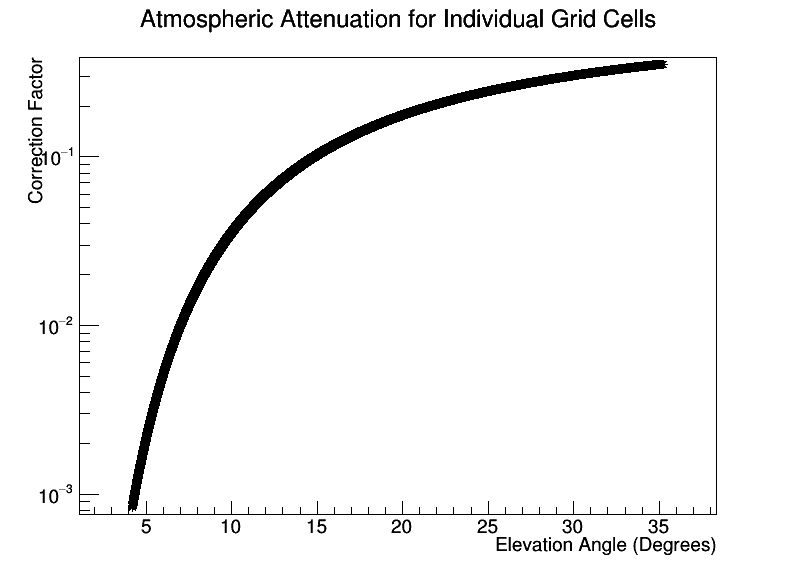 Atmospheric Attenuation for Individual Grid Cells
Correction Factor
10⁻¹
10⁻²
10⁻³
5 10 15 20 25 30 35
Elevation Angle (Degrees)